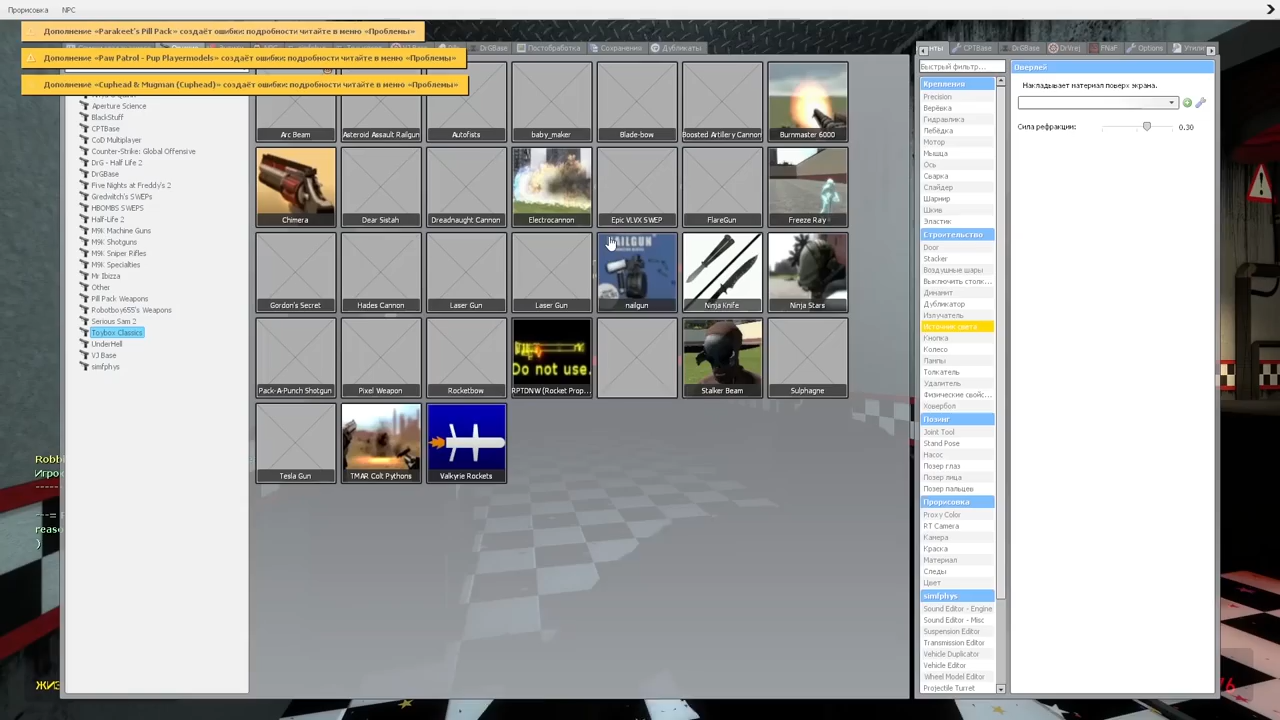 Прорисовка NPC
Дополнение «Parakeet's Pill Pack» создаёт ошибки: подробности читайте в меню «Проблемы»
Дополнение «Paw Patrol - Pup Playermodels» создаёт ошибки: подробности читайте в меню «Проблемы»
Дополнение «Cuphead & Mugman (Cuphead)» создаёт ошибки: подробности читайте в меню «Проблемы»
DrGBase Постобработка Сохранения Дубликаты
Aperture Science
BlackStuff
CPTBase
CoD Multiplayer
Counter-Strike: Global Offensive
DrG - Half Life 2
DrGBase
Five Nights at Freddy's 2
Gredwitch's SWEPs
HBOMBS SWEPs
Half-Life 2
M9K Machine Guns
M9K Shotguns
M9K Sniper Rifles
M9K Specialties
Mr Ibizza
Other
Pill Pack Weapons
Robotboy655's Weapons
Serious Sam 2
Toybox Classics
UnderHell
VJ Base
simfphys
Arc Beam Asteroid Assault Railgun Autofists baby_maker Blade-bow Boosted Artillery Cannon Burnmaster 6000
Chimera Dear Sistah Dreadnaught Cannon Electrocannon Epic VLVX SWEP FlareGun Freeze Ray
NAILGUN
Gordon's Secret Hades Cannon Laser Gun Laser Gun nailgun Ninja Knife Ninja Stars
Do not use.
Pack-A-Punch Shotgun Pixel Weapon Rocketbow RPTDNW (Rocket Prop... Stalker Beam Sulphagne
Tesla Gun TMAR Colt Pythons Valkyrie Rockets
нты CPTBase DrGBase DrVrej FNaF Options Утили
Быстрый фильтр...
Крепления
Precision
Верёвка
Гидравлика
Лебёдка
Мотор
Мышца
Ось
Сварка
Слайдер
Шарнир
Шкив
Эластик
Строительство
Door
Stacker
Воздушные шары
Выключить столк...
Динамит
Дубликатор
Излучатель
Источник света
Кнопка
Колесо
Лампы
Толкатель
Удалитель
Физические свойс...
Ховербол
Позинг
Joint Tool
Stand Pose
Насос
Позер глаз
Позер лица
Позер пальцев
Прорисовка
Proxy Color
RT Camera
Камера
Краска
Материал
Следы
Цвет
simfphys
Sound Editor - Engine
Sound Editor - Misc
Suspension Editor
Transmission Editor
Vehicle Duplicator
Vehicle Editor
Wheel Model Editor
Projectile Turret
Оверлей
Накладывает материал поверх экрана.
Сила рефракции: 0.30
Robb
Игрок
reaso
)
ЖИЗ